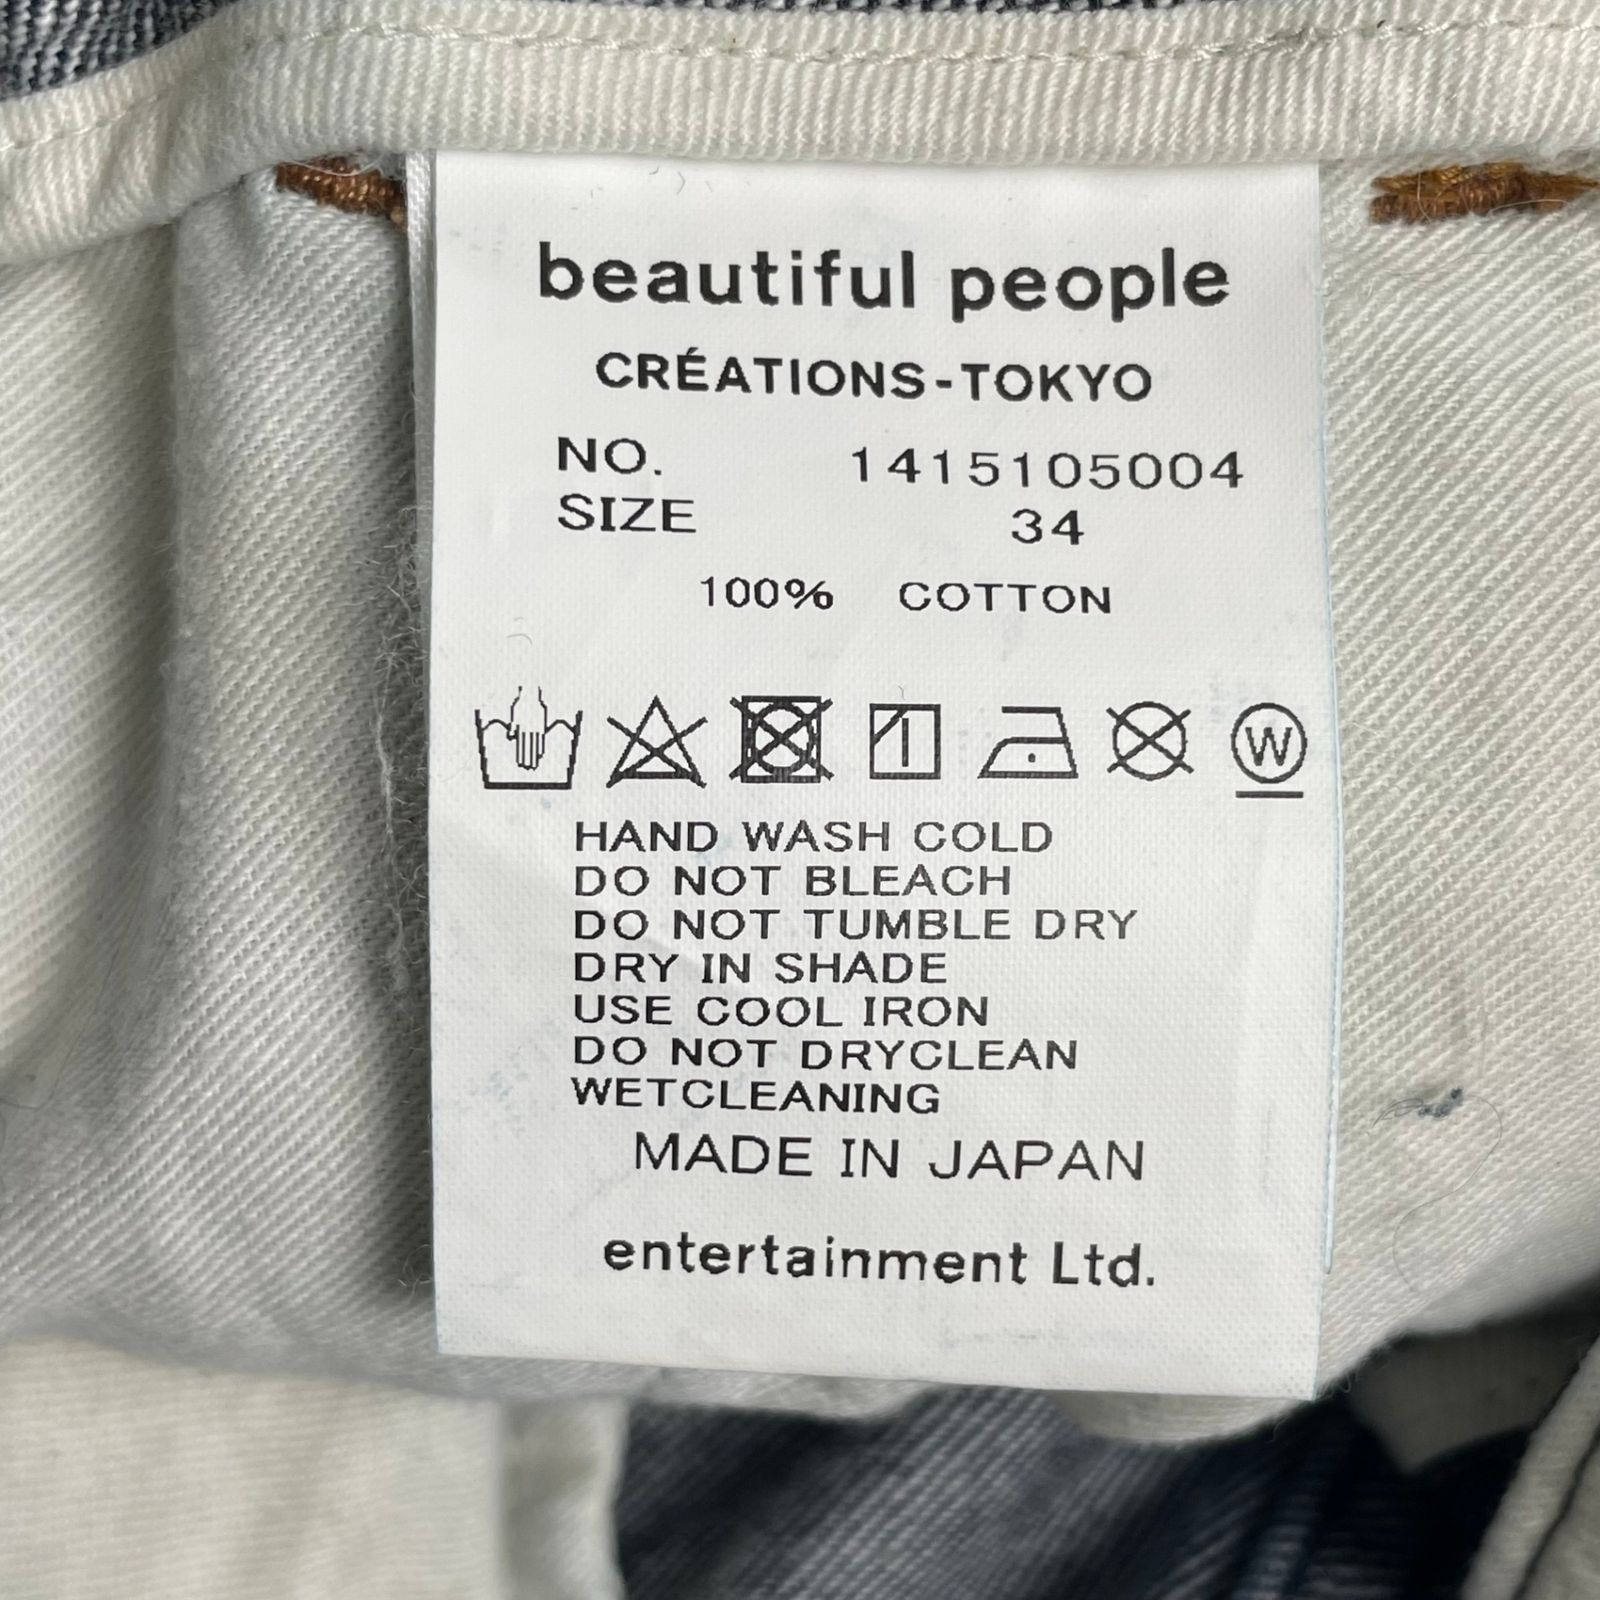 beautiful people
CRÉATIONS-TOKYO
NO. 1415105004
SIZE 34
100% COTTON
W
HAND WASH COLD
DO NOT BLEACH
DO NOT TUMBLE DRY
DRY IN SHADE
USE COOL IRON
DO NOT DRYCLEAN
WETCLEANING
MADE IN JAPAN
entertainment Ltd.